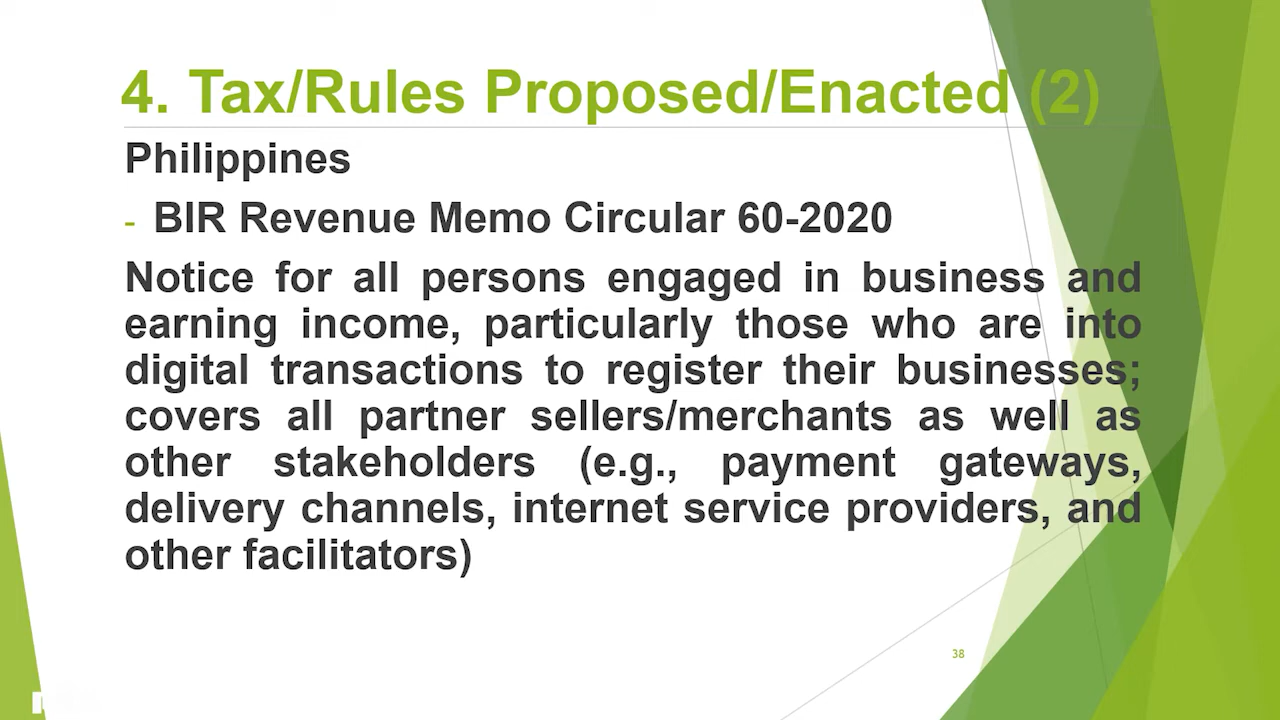 4. Tax/Rules Proposed/Enacted (2)
Philippines
- BIR Revenue Memo Circular 60-2020
Notice for all persons engaged in business and
earning income, particularly those who are into
digital transactions to register their businesses;
covers all partner sellers/merchants as well as
other stakeholders (e.g., payment gateways,
delivery channels, internet service providers, and
other facilitators)
38